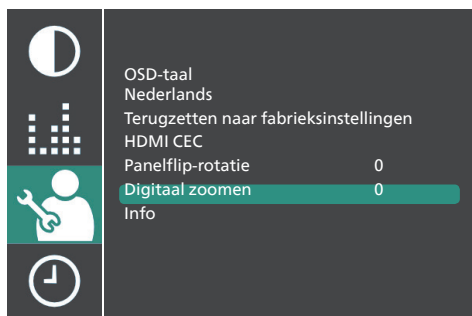 OSD-taal
Nederlands
Terugzetten naar fabrieksinstellingen
HDMI CEC
Panelflip-rotatie 0
Digitaal zoomen 0
Info